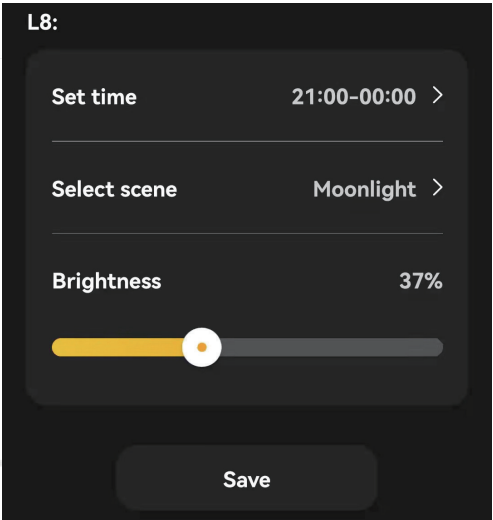 L8:
Set time 21:00-00:00
Select scene Moonlight
Brightness 37%
Save